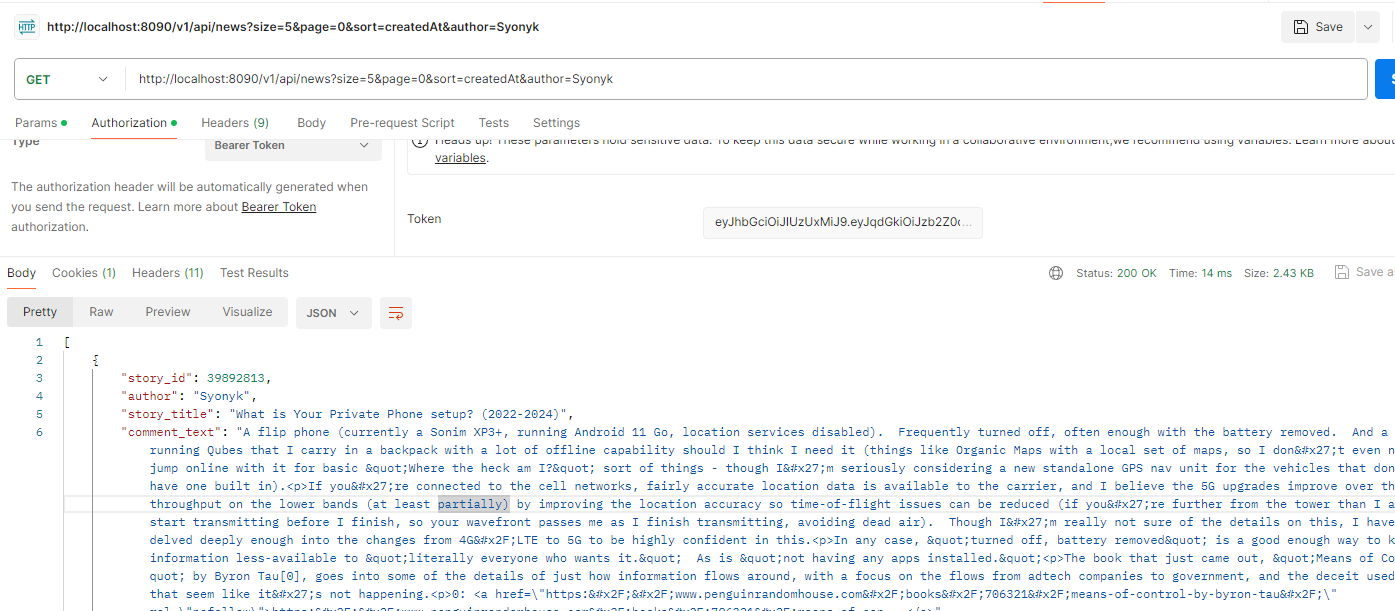 HTTP http://localhost:8090/v1/api/news?size=5&page=0&sort=createdAt&author=Syonyk Save
GET http://localhost:8090/v1/api/news?size=5&page=0&sort=createdAt&author=Syonyk
Params Authorization Headers (9) Body Pre-request Script Tests Settings
Type Bearer Token
Heads up! These parameters hold sensitive data. To keep this data secure while working in a collaborative environment,we recommend using variables. Learn more about
variables.
The authorization header will be automatically generated when
you send the request. Learn more about Bearer Token
authorization.
Token eyJhbGciOiJIUzUxMiJ9.eyJqdGkiOiJzb2Z0c...
Body Cookies (1) Headers (11) Test Results Status: 200 OK Time: 14 ms Size: 2.43 KB Save as
Pretty Raw Preview Visualize JSON
1 [
2 {
3 "story_id": 39892813,
4 "author": "Syonyk",
5 "story_title": "What is Your Private Phone setup? (2022-2024)",
6 "comment_text": "A flip phone (currently a Sonim XP3+, running Android 11 Go, location services disabled).  Frequently turned off, often enough with the battery removed.  And a
running Qubes that I carry in a backpack with a lot of offline capability should I think I need it (things like Organic Maps with a local set of maps, so I don&#x27;t even n
jump online with it for basic &quot;Where the heck am I?&quot; sort of things - though I&#x27;m seriously considering a new standalone GPS nav unit for the vehicles that don
have one built in).<p>If you&#x27;re connected to the cell networks, fairly accurate location data is available to the carrier, and I believe the 5G upgrades improve over th
throughput on the lower bands (at least partially) by improving the location accuracy so time-of-flight issues can be reduced (if you&#x27;re further from the tower than I a
start transmitting before I finish, so your wavefront passes me as I finish transmitting, avoiding dead air).  Though I&#x27;m really not sure of the details on this, I have
delved deeply enough into the changes from 4G&#x2F;LTE to 5G to be highly confident in this.<p>In any case, &quot;turned off, battery removed&quot; is a good enough way to k
information less-available to &quot;literally everyone who wants it.&quot;  As is &quot;not having any apps installed.&quot;<p>The book that just came out, &quot;Means of Co
quot; by Byron Tau[0], goes into some of the details of just how information flows around, with a focus on the flows from adtech companies to government, and the deceit used
that seem like it&#x27;s not happening.<p>0: <a href=\"https:&#x2F;&#x2F;www.penguinrandomhouse.com&#x2F;books&#x2F;706321&#x2F;means-of-control-by-byron-tau&#x2F;\"